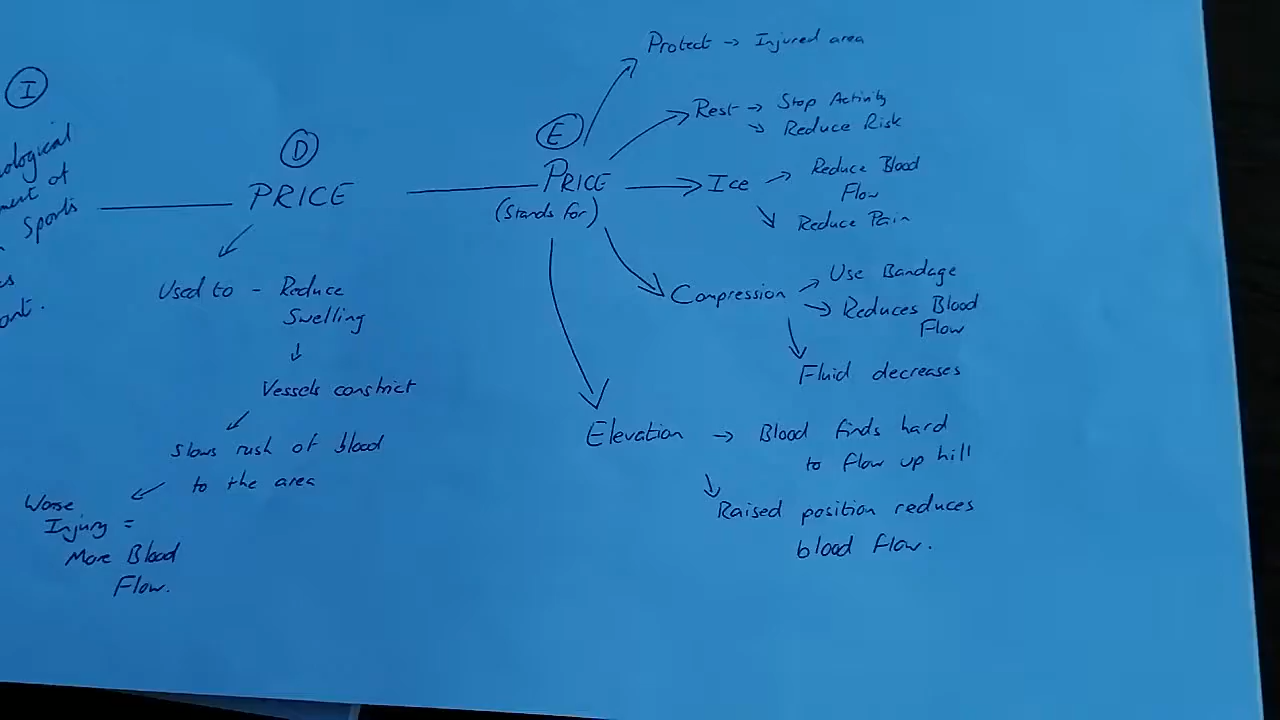 I
ological
ment of
Sports
ant.
D
PRICE
Used to - Reduce
Swelling
Vessels constrict
Slows rush of blood
to the area
Worse
Injury =
More Blood
Flow.
E
PRICE
(Stands for)
Protect → Injured area
Rest → Stop Activity
↘ Reduce Risk
Ice → Reduce Blood
Flow
↘ Reduce Pain
Compression → Use Bandage
→ Reduces Blood
Flow
Fluid decreases
Elevation → Blood finds hard
to flow up hill
Raised position reduces
blood flow.